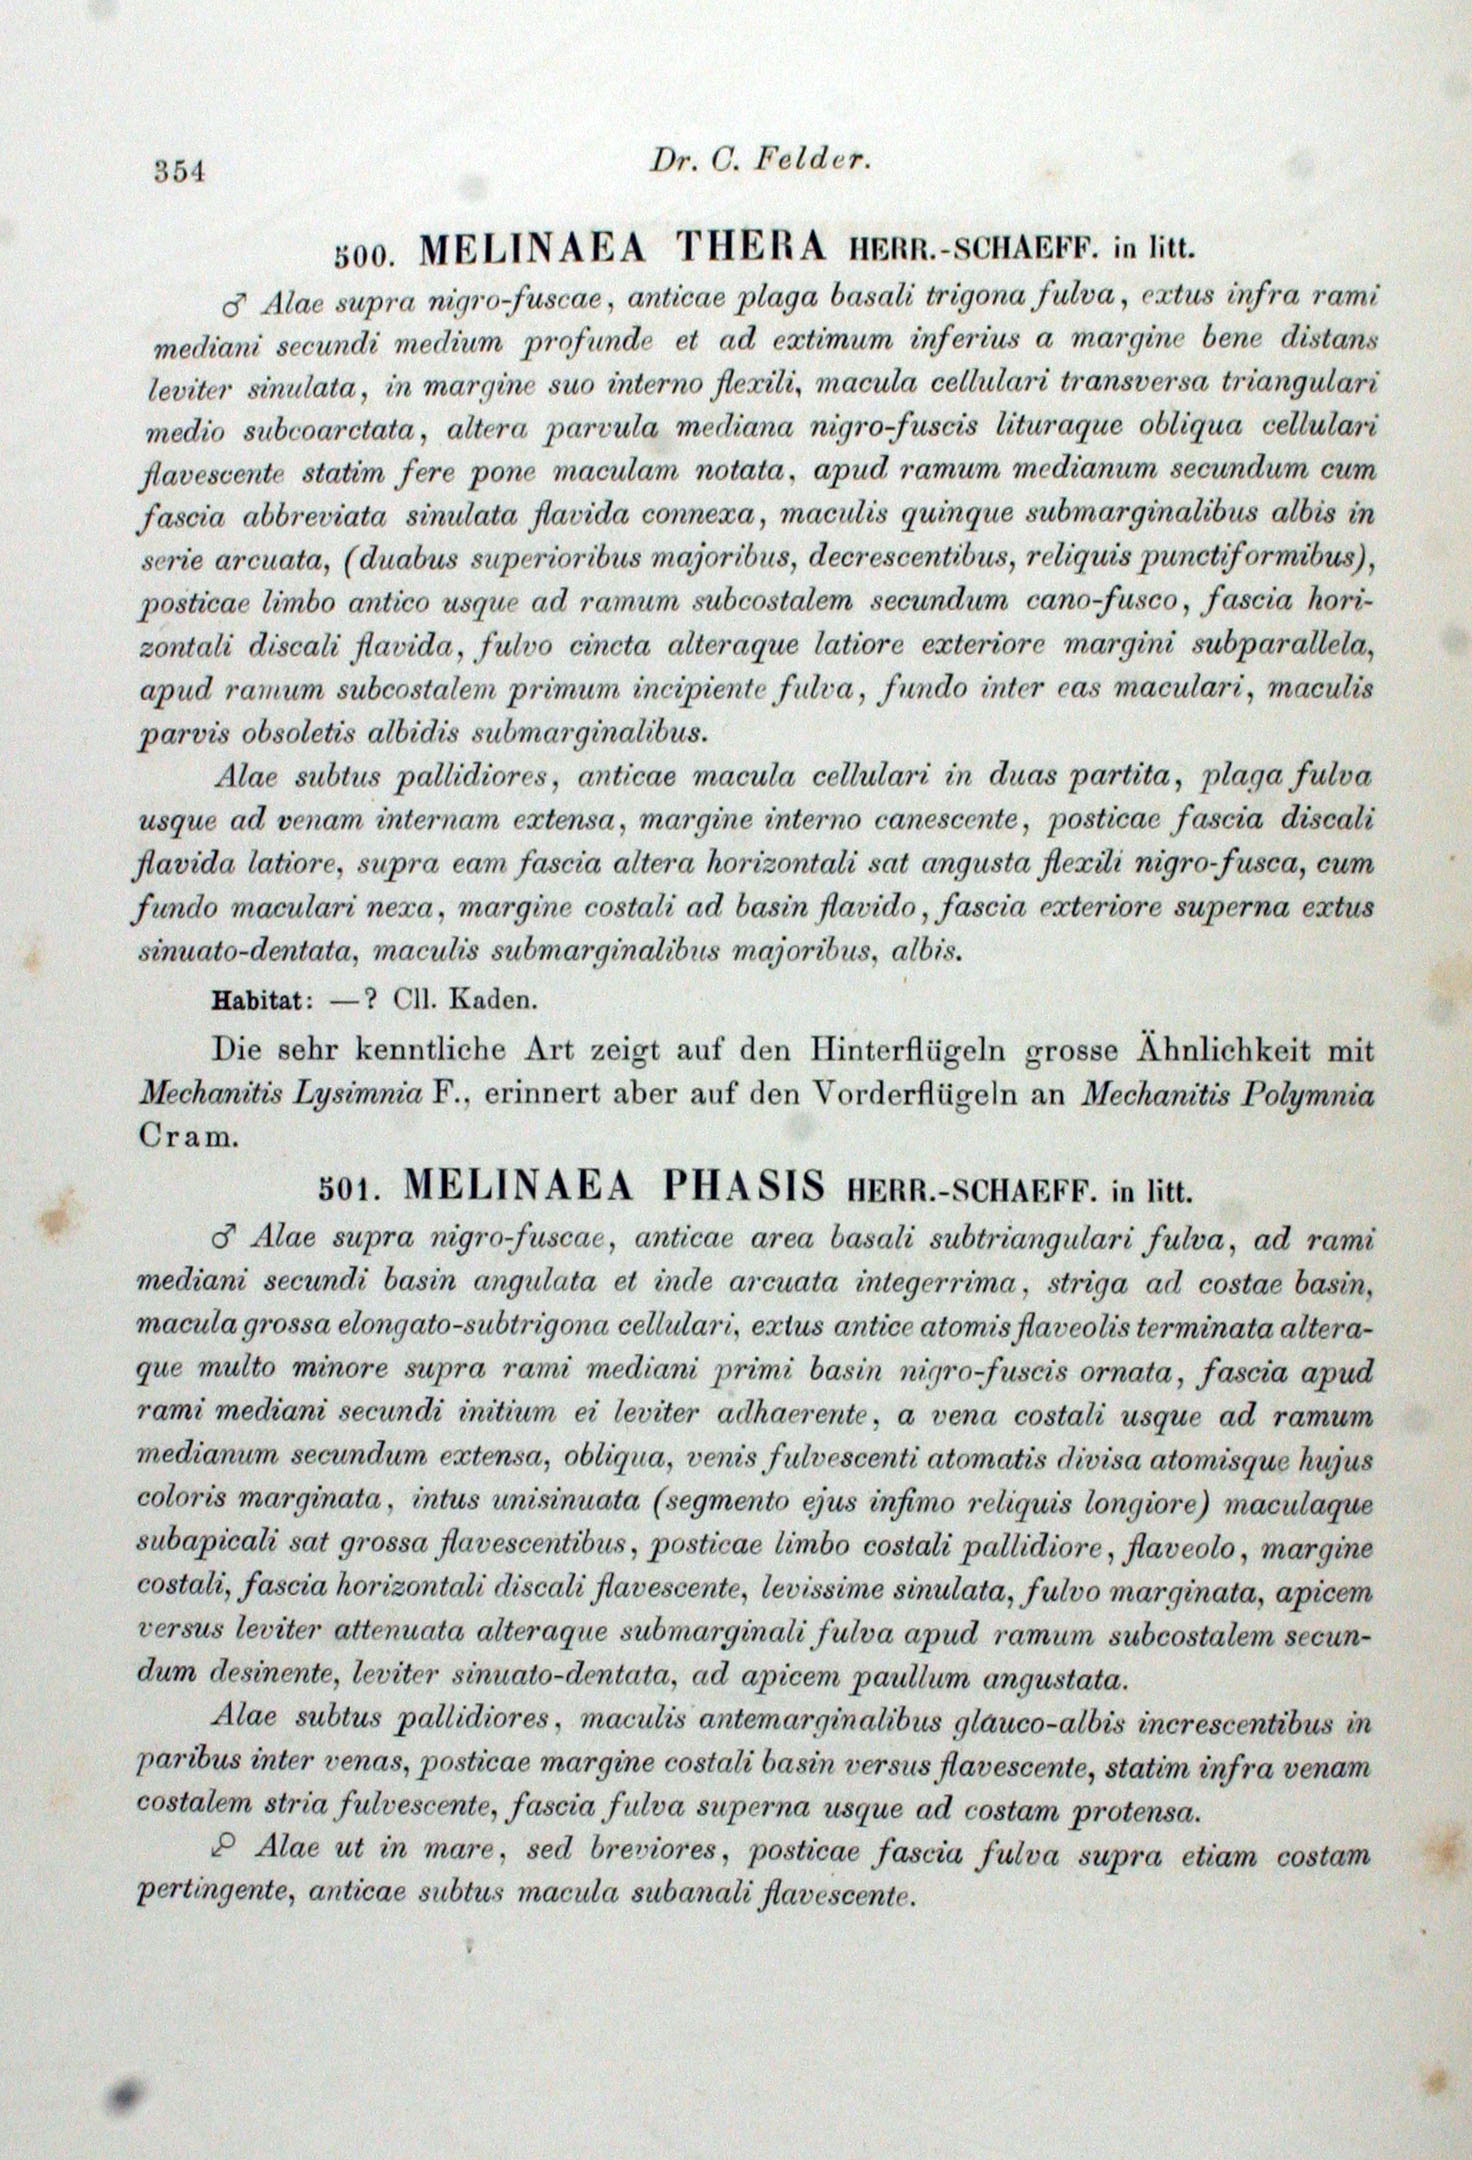 354
Dr. C. Felder.
500. MELINAEA THERA HERR.-SCHAEFF. in litt.
♂ Alae supra nigro-fuscae, anticae plaga basali trigona fulva, extus infra rami
mediani secundi medium profunde et ad extimum inferius a margine bene distans
leviter sinulata, in margine suo interno flexili, macula cellulari transversa triangulari
medio subcoarctata, altera parvula mediana nigro-fuscis lituraque obliqua cellulari
flavescente statim fere pone maculam notata, apud ramum medianum secundum cum
fascia abbreviata sinulata flavida connexa, maculis quinque submarginalibus albis in
serie arcuata, (duabus superioribus majoribus, decrescentibus, reliquis punctiformibus),
posticae limbo antico usque ad ramum subcostalem secundum cano-fusco, fascia hori-
zontali discali flavida, fulvo cincta alteraque latiore exteriore margini subparallela,
apud ramum subcostalem primum incipiente fulva, fundo inter eas maculari, maculis
parvis obsoletis albidis submarginalibus.
Alae subtus pallidiores, anticae macula cellulari in duas partita, plaga fulva
usque ad venam internam extensa, margine interno canescente, posticae fascia discali
flavida latiore, supra eam fascia altera horizontali sat angusta flexili nigro-fusca, cum
fundo maculari nexa, margine costali ad basin flavido, fascia exteriore superna extus
sinuato-dentata, maculis submarginalibus majoribus, albis.
Habitat: —? Cll. Kaden.
Die sehr kenntliche Art zeigt auf den Hinterflügeln grosse Ähnlichkeit mit
Mechanitis Lysimnia F., erinnert aber auf den Vorderflügeln an Mechanitis Polymnia
Cram.
501. MELINAEA PHASIS HERR.-SCHAEFF. in litt.
♂ Alae supra nigro-fuscae, anticae area basali subtriangulari fulva, ad rami
mediani secundi basin angulata et inde arcuata integerrima, striga ad costae basin,
macula grossa elongato-subtrigona cellulari, extus antice atomis flaveolis terminata altera-
que multo minore supra rami mediani primi basin nigro-fuscis ornata, fascia apud
rami mediani secundi initium ei leviter adhaerente, a vena costali usque ad ramum
medianum secundum extensa, obliqua, venis fulvescenti atomatis divisa atomisque hujus
coloris marginata, intus unisinuata (segmento ejus infimo reliquis longiore) maculaque
subapicali sat grossa flavescentibus, posticae limbo costali pallidiore, flaveolo, margine
costali, fascia horizontali discali flavescente, levissime sinulata, fulvo marginata, apicem
versus leviter attenuata alteraque submarginali fulva apud ramum subcostalem secun-
dum desinente, leviter sinuato-dentata, ad apicem paullum angustata.
Alae subtus pallidiores, maculis antemarginalibus glauco-albis increscentibus in
paribus inter venas, posticae margine costali basin versus flavescente, statim infra venam
costalem stria fulvescente, fascia fulva superna usque ad costam protensa.
♀ Alae ut in mare, sed breviores, posticae fascia fulva supra etiam costam
pertingente, anticae subtus macula subanali flavescente.